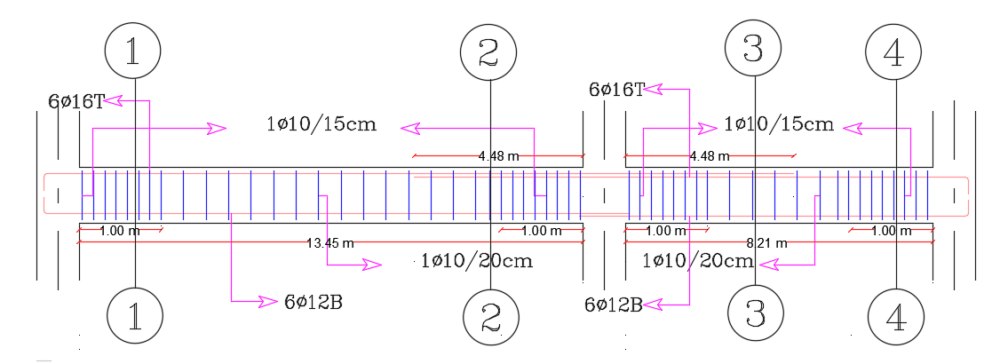 1
2
3
4
6ø16T
6ø16T
1ø10/15cm
1ø10/15cm
4.48 m
4.48 m
1.00 m
1.00 m
1.00 m
1.00 m
13.45 m
8.21 m
1ø10/20cm
1ø10/20cm
6ø12B
6ø12B
1
2
3
4